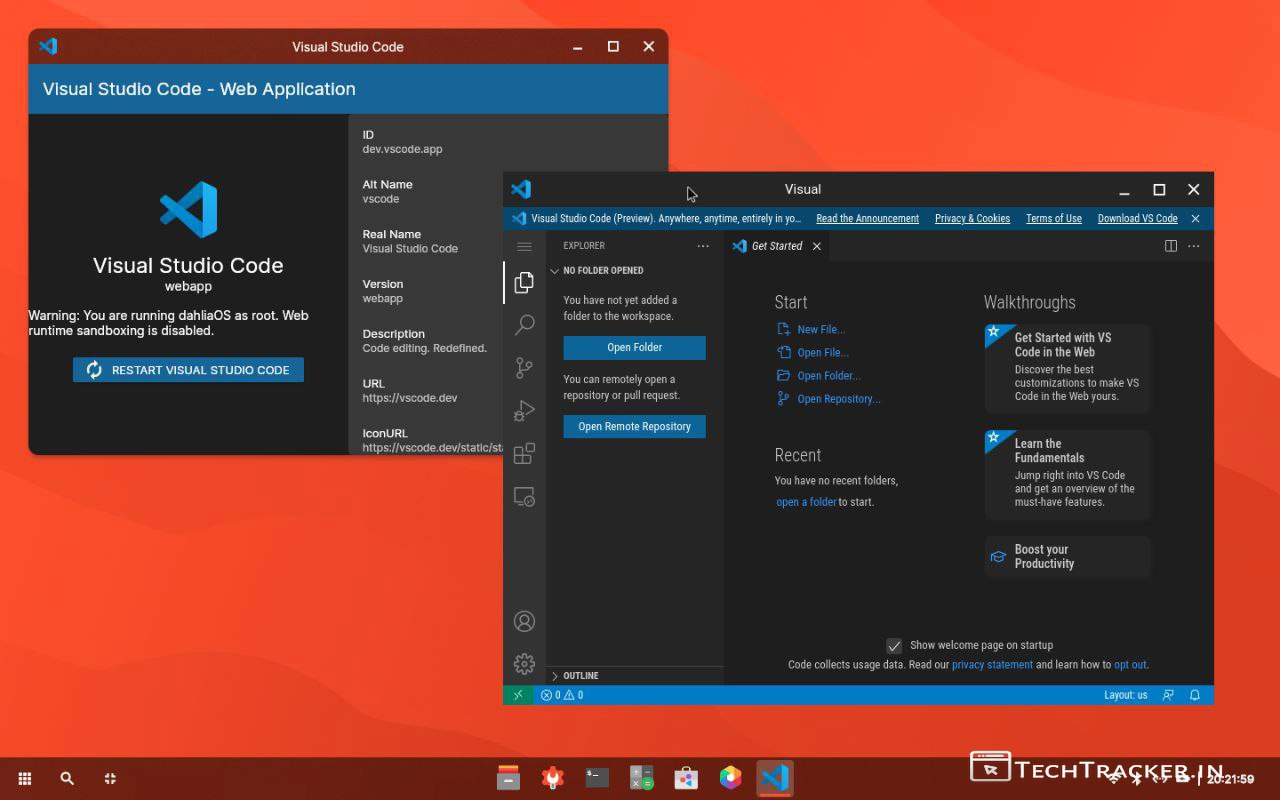 Visual Studio Code
Visual Studio Code - Web Application
Visual Studio Code
webapp
Warning: You are running dahliaOS as root. Web
runtime sandboxing is disabled.
RESTART VISUAL STUDIO CODE
ID
dev.vscode.app
Alt Name
vscode
Real Name
Visual Studio Code
Version
webapp
Description
Code editing. Redefined.
URL
https://vscode.dev
IconURL
https://vscode.dev/static/sta
Visual
Visual Studio Code (Preview). Anywhere, anytime, entirely in yo... Read the Announcement Privacy & Cookies Terms of Use Download VS Code
EXPLORER
NO FOLDER OPENED
You have not yet added a
folder to the workspace.
Open Folder
You can remotely open a
repository or pull request.
Open Remote Repository
OUTLINE
Get Started
Start
New File...
Open File...
Open Folder...
Open Repository...
Recent
You have no recent folders,
open a folder to start.
Walkthroughs
Get Started with VS
Code in the Web
Discover the best
customizations to make VS
Code in the Web yours.
Learn the
Fundamentals
Jump right into VS Code
and get an overview of the
must-have features.
Boost your
Productivity
Show welcome page on startup
Code collects usage data. Read our privacy statement and learn how to opt out.
0 0
Layout: us
TECHTRACKER.IN
20:21:59